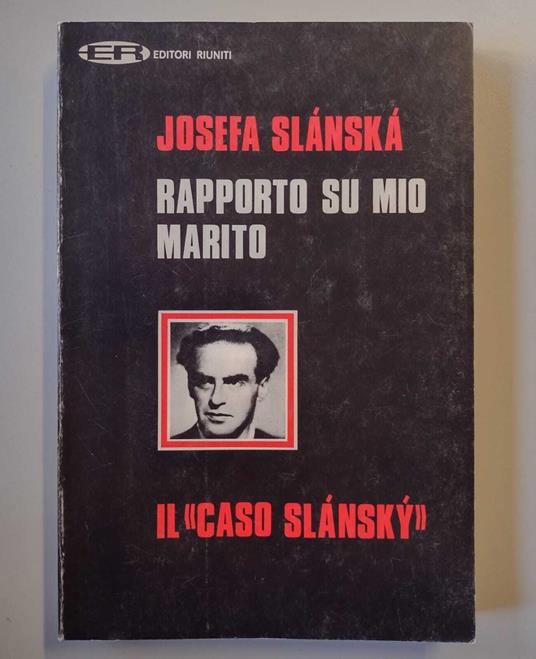 ER EDITORI RIUNITI
JOSEFA SLÁNSKÁ
RAPPORTO SU MIO
MARITO
IL «CASO SLÁNSKÝ»